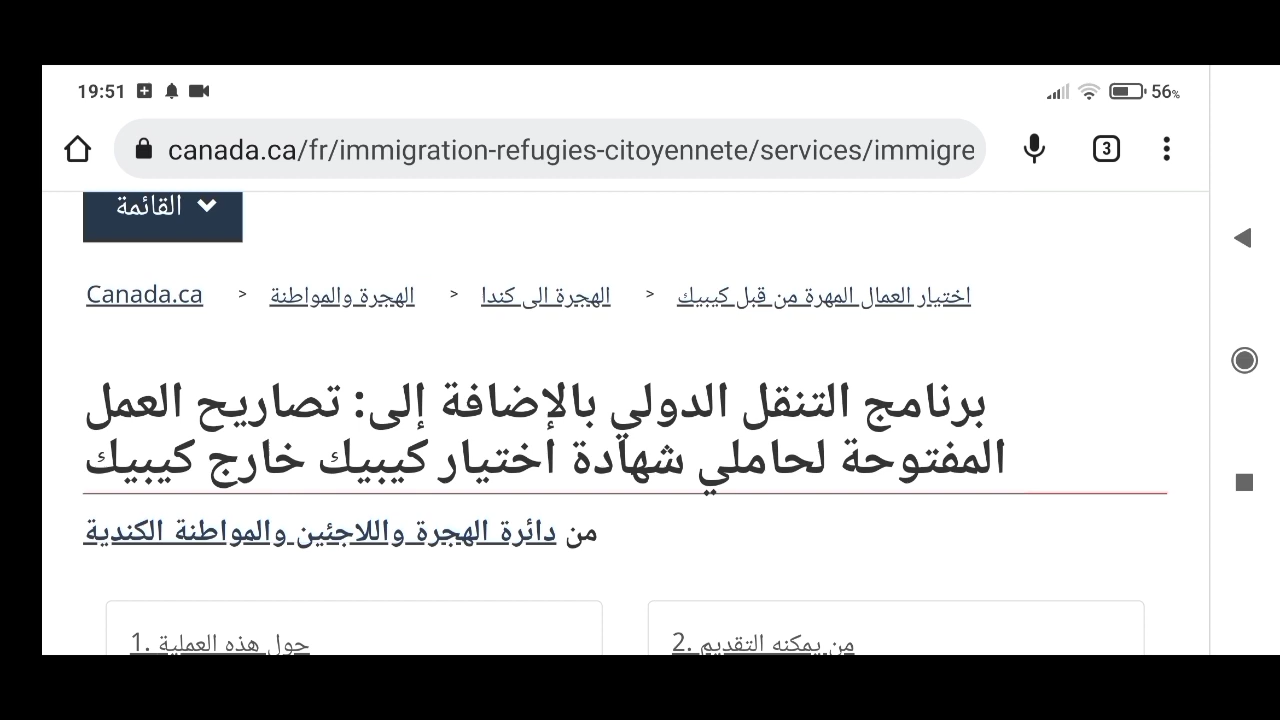 19:51 56%
canada.ca/fr/immigration-refugies-citoyennete/services/immigre
3
القائمة
Canada.ca > الهجرة والمواطنة > الهجرة الى كندا > اختيار العمال المهرة من قبل كيبيك
برنامج التنقل الدولي بالإضافة إلى: تصاريح العمل
المفتوحة لحاملي شهادة اختيار كيبيك خارج كيبيك
من دائرة الهجرة واللاجئين والمواطنة الكندية
1. حول هذه العملية
2. من يمكنه التقديم